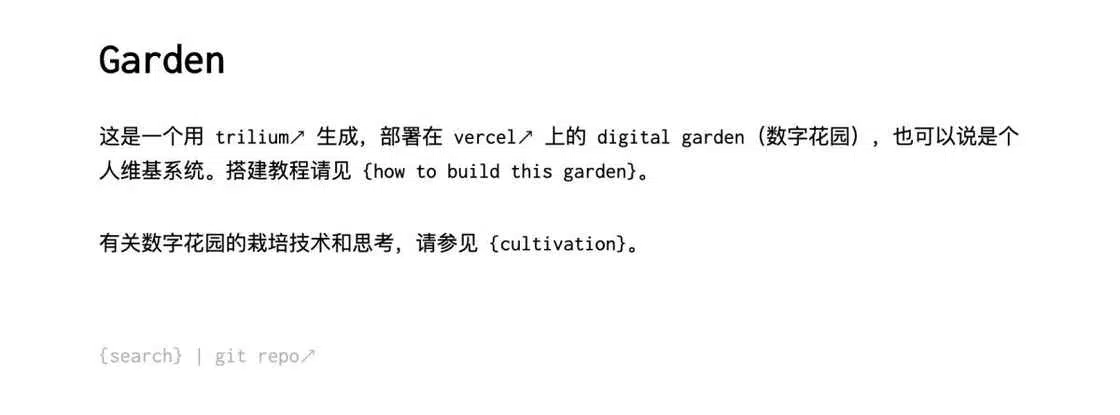 Garden
这是一个用 trilium↗ 生成，部署在 vercel↗ 上的 digital garden（数字花园），也可以说是个
人维基系统。搭建教程请见 {how to build this garden}。
有关数字花园的栽培技术和思考，请参见 {cultivation}。
{search} | git repo↗